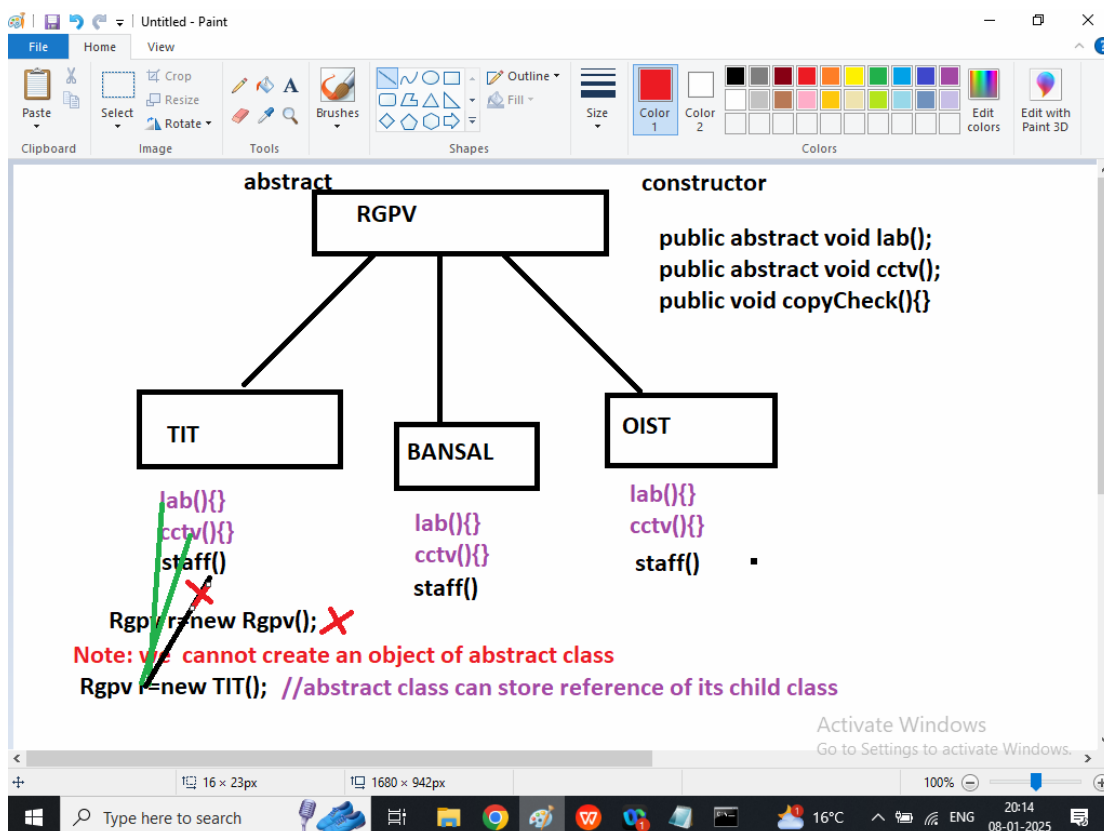 Untitled - Paint
File Home View
Paste
Select
Crop
Resize
Rotate
Brushes
Outline
Fill
Size
Color 1
Color 2
Edit colors
Edit with Paint 3D
Clipboard Image Tools Shapes Colors
abstract
constructor
RGPV
public abstract void lab();
public abstract void cctv();
public void copyCheck(){}
TIT
BANSAL
OIST
lab(){}
cctv(){}
staff()
lab(){}
cctv(){}
staff()
lab(){}
cctv(){}
staff()
Rgpv r=new Rgpv();
Note: we cannot create an object of abstract class
Rgpv r=new TIT(); //abstract class can store reference of its child class
Activate Windows
Go to Settings to activate Windows.
16 × 23px 1680 × 942px 100%
Type here to search
16°C ENG
20:14
08-01-2025